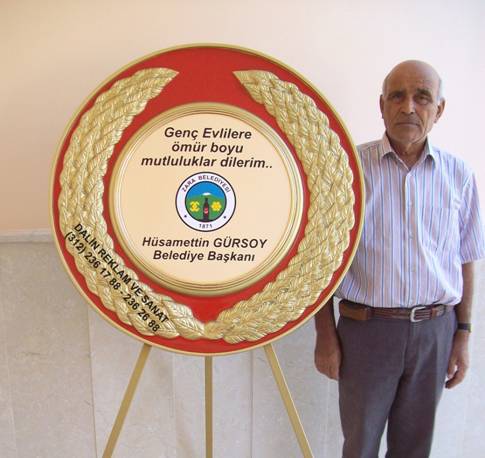 Genç Evlilere
ömür boyu
mutluluklar dilerim..
ZARA BELEDİYESİ
1871
Hüsamettin GÜRSOY
Belediye Başkanı
DALIN REKLAM VE SANAT
(312) 236 17 88 - 236 26 88